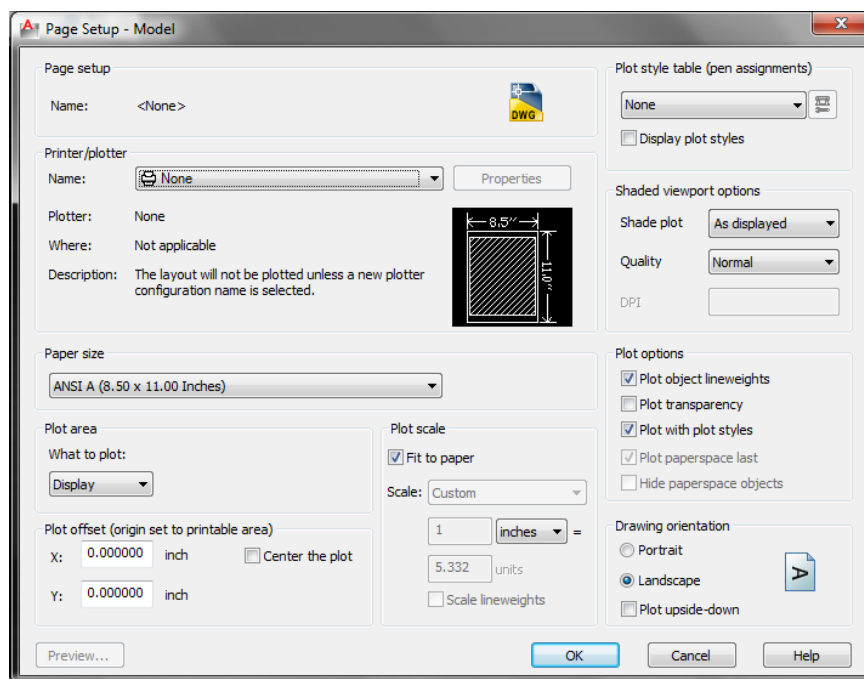 Page Setup - Model
Page setup
Name: <None>
DWG
Printer/plotter
Name: None
Properties
Plotter: None
Where: Not applicable
Description: The layout will not be plotted unless a new plotter
configuration name is selected.
8.5"
11.0"
Paper size
ANSI A (8.50 x 11.00 Inches)
Plot area
What to plot:
Display
Plot offset (origin set to printable area)
X: 0.000000 inch
Center the plot
Y: 0.000000 inch
Plot scale
Fit to paper
Scale: Custom
1 inches =
5.332 units
Scale lineweights
Plot style table (pen assignments)
None
Display plot styles
Shaded viewport options
Shade plot As displayed
Quality Normal
DPI
Plot options
Plot object lineweights
Plot transparency
Plot with plot styles
Plot paperspace last
Hide paperspace objects
Drawing orientation
Portrait
Landscape
Plot upside-down
A
Preview...
OK
Cancel
Help